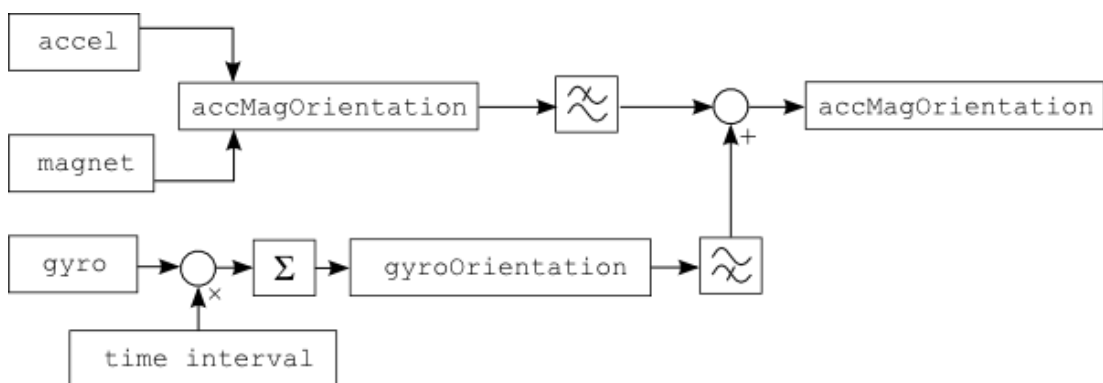 accel
accMagOrientation
accMagOrientation
magnet
+
gyro
×
Σ
gyroOrientation
time interval